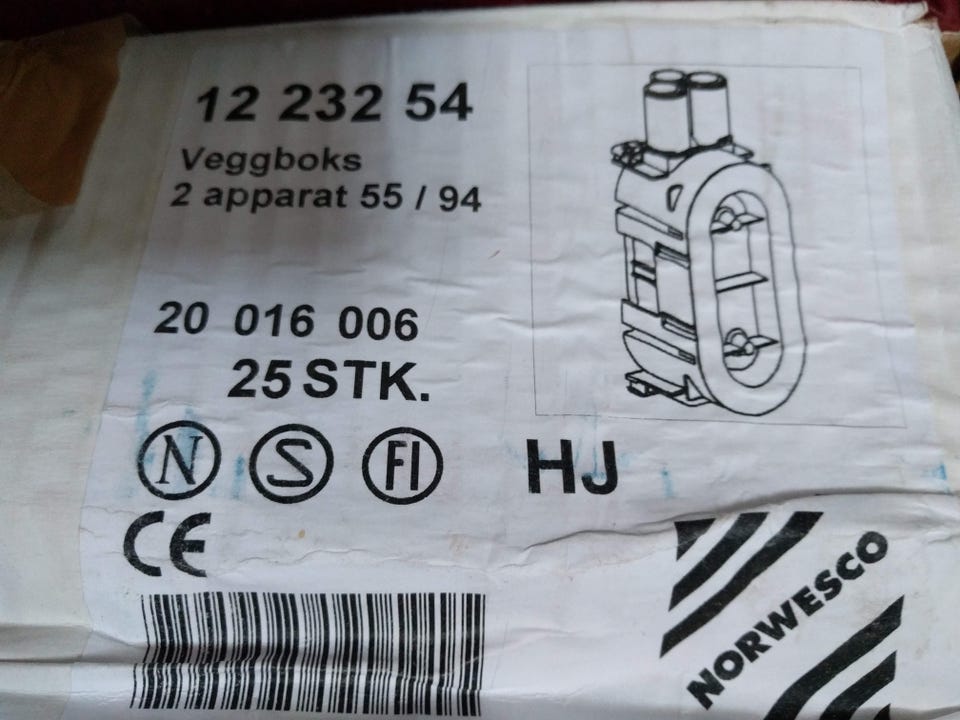 12 232 54
Veggboks
2 apparat 55 / 94
20 016 006
25 STK.
N S FI HJ
CE
NORWESCO